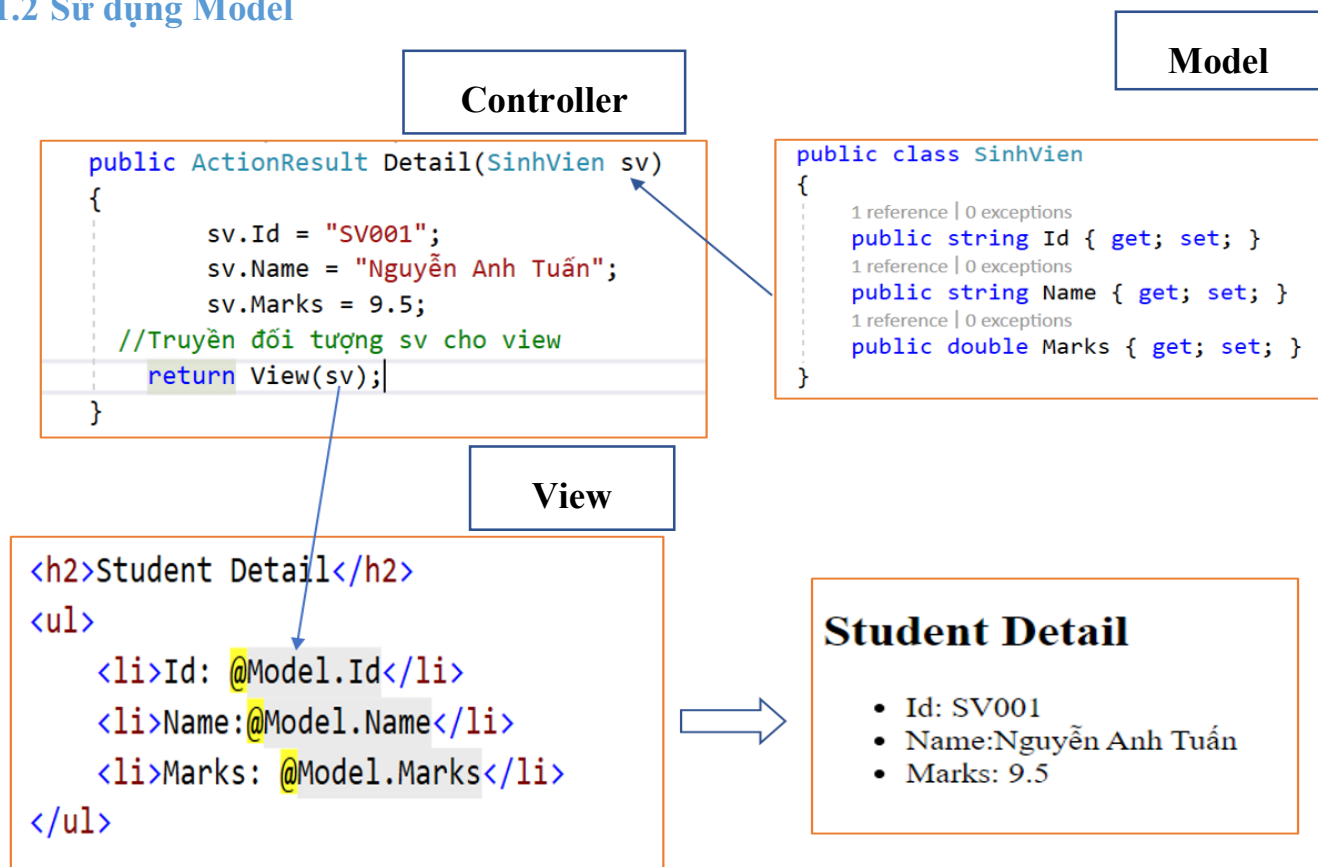 1.2 Sử dụng Model
Controller
Model
public ActionResult Detail(SinhVien sv)
{
sv.Id = "SV001";
sv.Name = "Nguyễn Anh Tuấn";
sv.Marks = 9.5;
//Truyền đối tượng sv cho view
return View(sv);
}
public class SinhVien
{
1 reference | 0 exceptions
public string Id { get; set; }
1 reference | 0 exceptions
public string Name { get; set; }
1 reference | 0 exceptions
public double Marks { get; set; }
}
View
<h2>Student Detail</h2>
<ul>
<li>Id: @Model.Id</li>
<li>Name:@Model.Name</li>
<li>Marks: @Model.Marks</li>
</ul>
Student Detail
• Id: SV001
• Name:Nguyễn Anh Tuấn
• Marks: 9.5